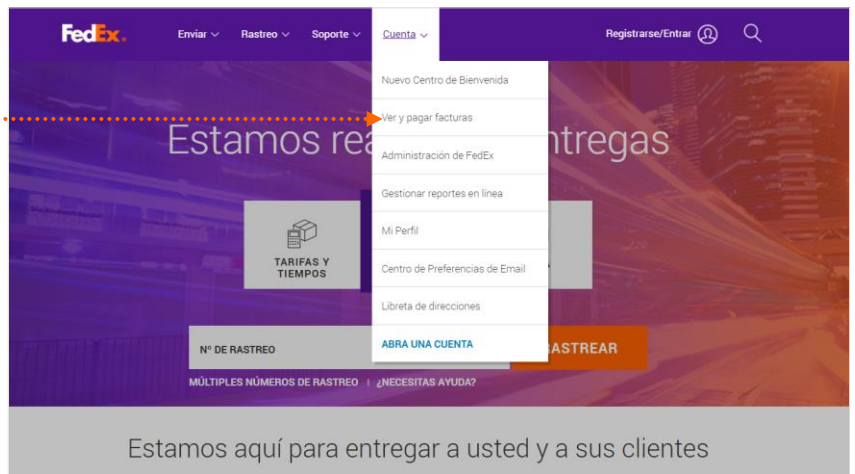 FedEx. Enviar Rastreo Soporte Cuenta Registrarse/Entrar
Nuevo Centro de Bienvenida
Ver y pagar facturas
Estamos rea ntregas
Administración de FedEx
Gestionar reportes en línea
Mi Perfil
TARIFAS Y
TIEMPOS
Centro de Preferencias de Email
Libreta de direcciones
ABRA UNA CUENTA
Nº DE RASTREO ASTREAR
MÚLTIPLES NÚMEROS DE RASTREO | ¿NECESITAS AYUDA?
Estamos aquí para entregar a usted y a sus clientes